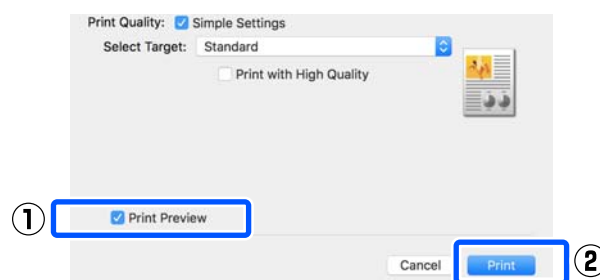 Print Quality: Simple Settings
Select Target: Standard
Print with High Quality
① Print Preview
Cancel Print ②